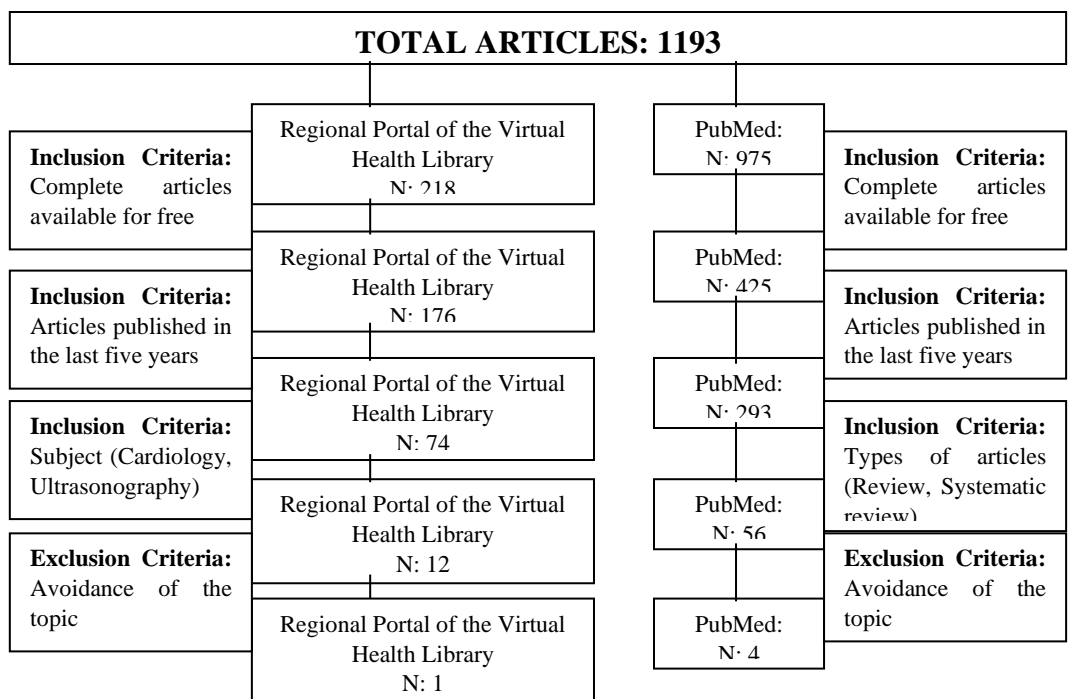 TOTAL ARTICLES: 1193
Regional Portal of the Virtual
Health Library
N: 218
PubMed:
N: 975
Inclusion Criteria:
Complete articles
available for free
Inclusion Criteria:
Complete articles
available for free
Regional Portal of the Virtual
Health Library
N: 176
PubMed:
N: 425
Inclusion Criteria:
Articles published in
the last five years
Inclusion Criteria:
Articles published in
the last five years
Regional Portal of the Virtual
Health Library
N: 74
PubMed:
N: 293
Inclusion Criteria:
Subject (Cardiology,
Ultrasonography)
Inclusion Criteria:
Types of articles
(Review, Systematic
review)
Regional Portal of the Virtual
Health Library
N: 12
PubMed:
N: 56
Exclusion Criteria:
Avoidance of the
topic
Exclusion Criteria:
Avoidance of the
topic
Regional Portal of the Virtual
Health Library
N: 1
PubMed:
N: 4